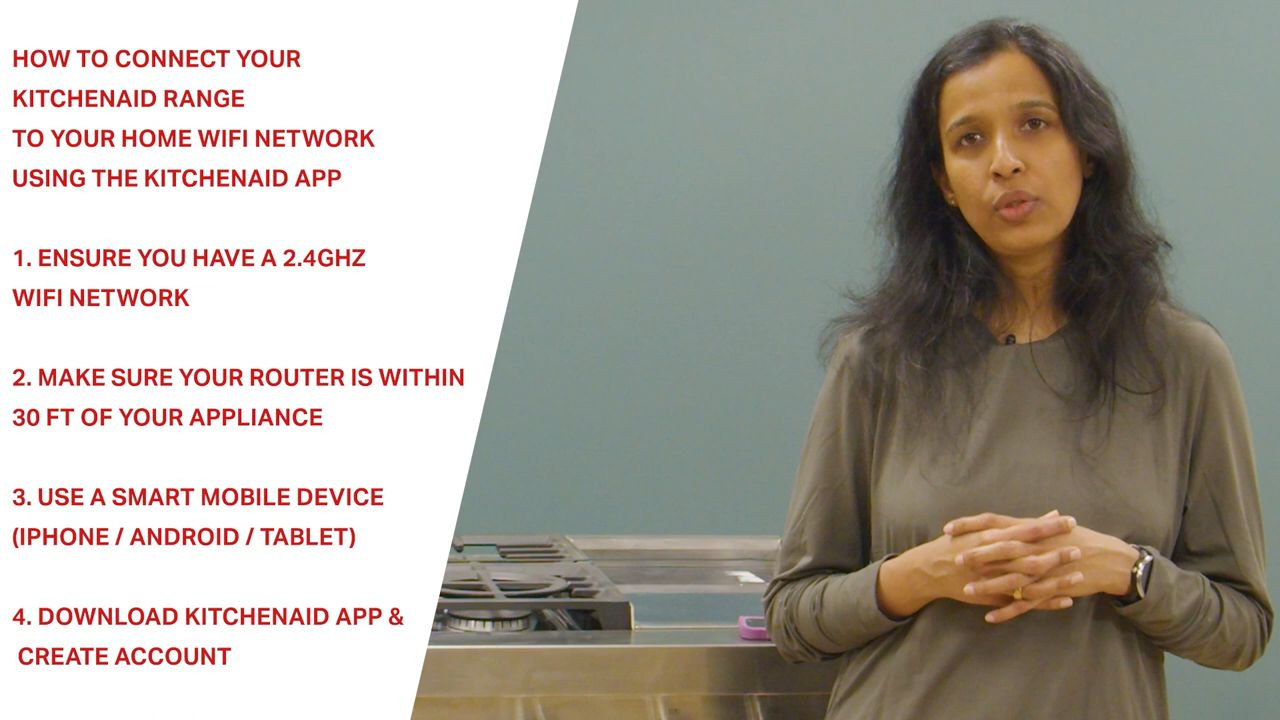 HOW TO CONNECT YOUR
KITCHENAID RANGE
TO YOUR HOME WIFI NETWORK
USING THE KITCHENAID APP
1. ENSURE YOU HAVE A 2.4GHZ
WIFI NETWORK
2. MAKE SURE YOUR ROUTER IS WITHIN
30 FT OF YOUR APPLIANCE
3. USE A SMART MOBILE DEVICE
(IPHONE / ANDROID / TABLET)
4. DOWNLOAD KITCHENAID APP &
CREATE ACCOUNT